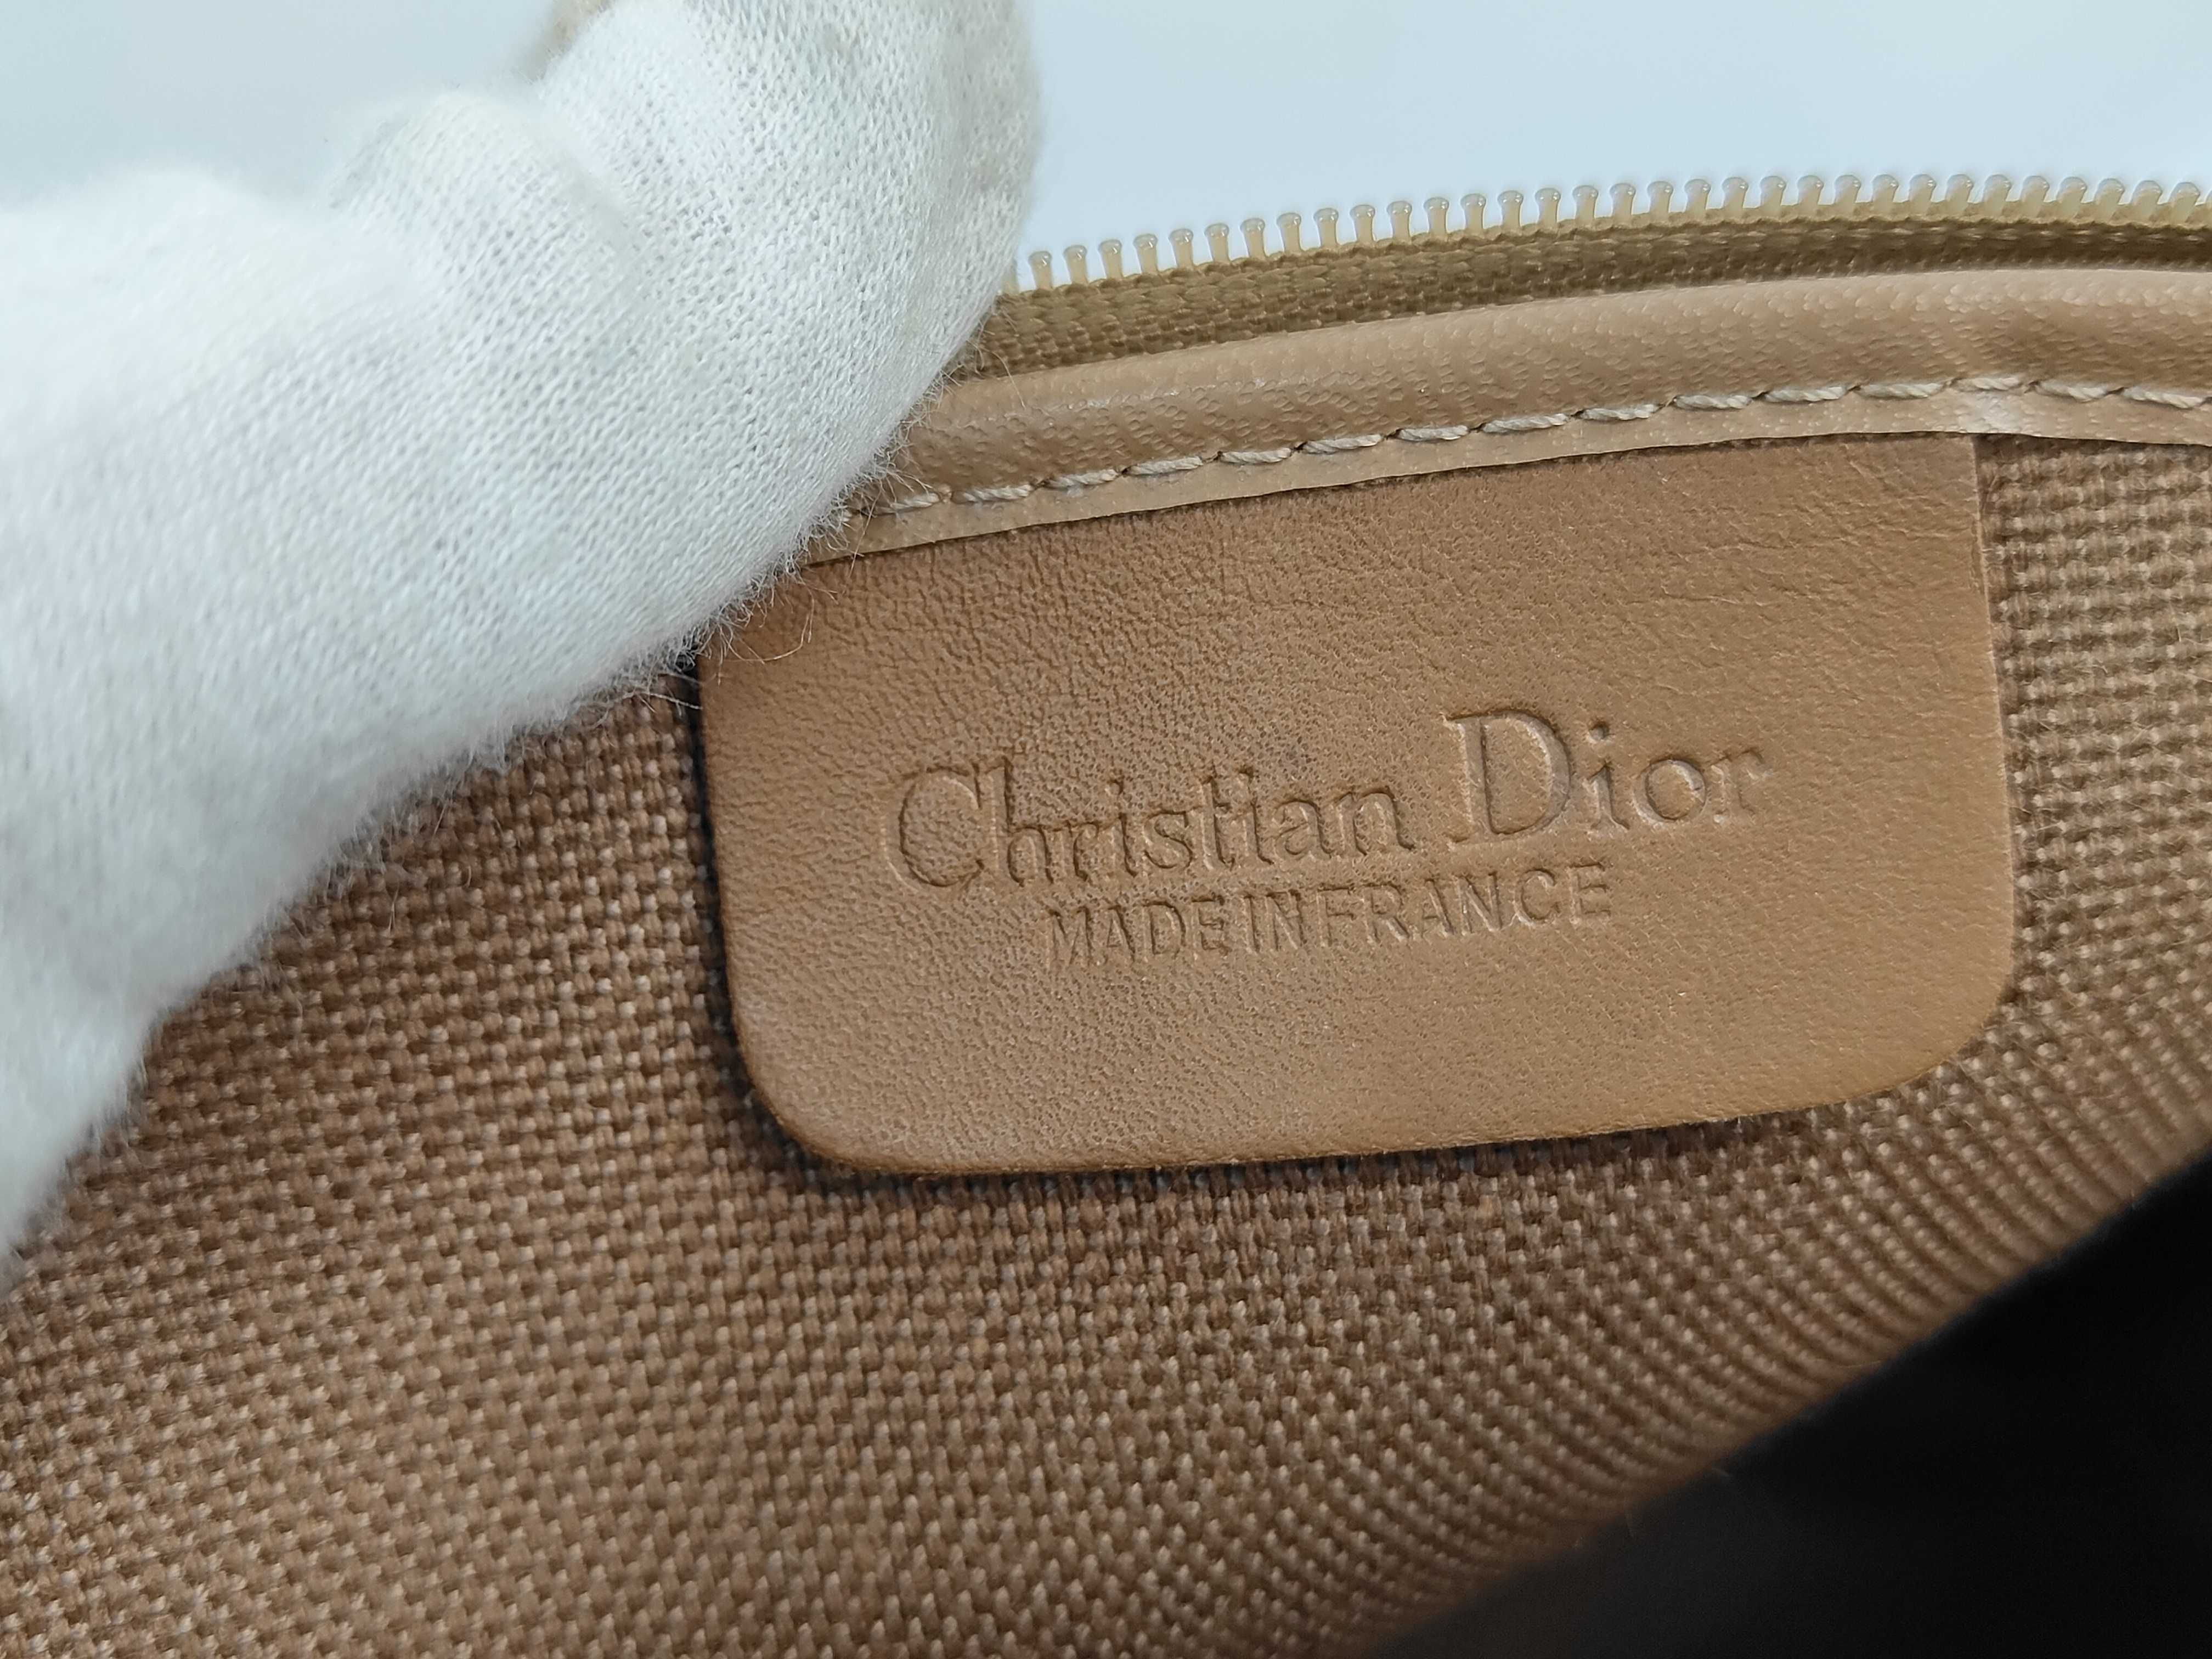 Christian Dior
MADE IN FRANCE